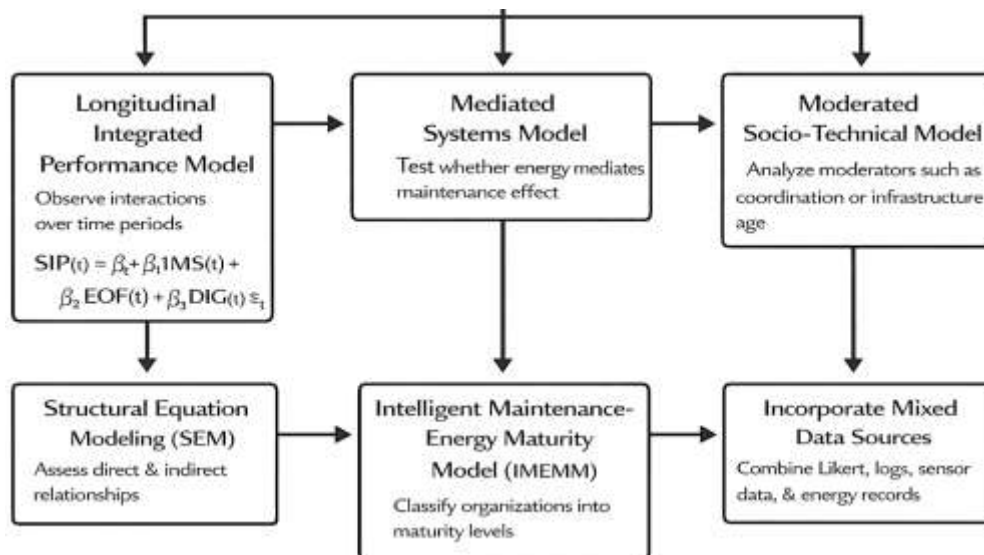 Longitudinal
Integrated
Performance Model
Observe interactions
over time periods
SIP(t) = βₜ + β₁1MS(t) +
β₂ EOF(t) + β₃ DIG(t) εₜ
Mediated
Systems Model
Test whether energy mediates
maintenance effect
Moderated
Socio-Technical Model
Analyze moderators such as
coordination or infrastructure
age
Structural Equation
Modeling (SEM)
Assess direct & indirect
relationships
Intelligent Maintenance-
Energy Maturity
Model (IMEMM)
Classify organizations into
maturity levels
Incorporate Mixed
Data Sources
Combine Likert, logs, sensor
data, & energy records